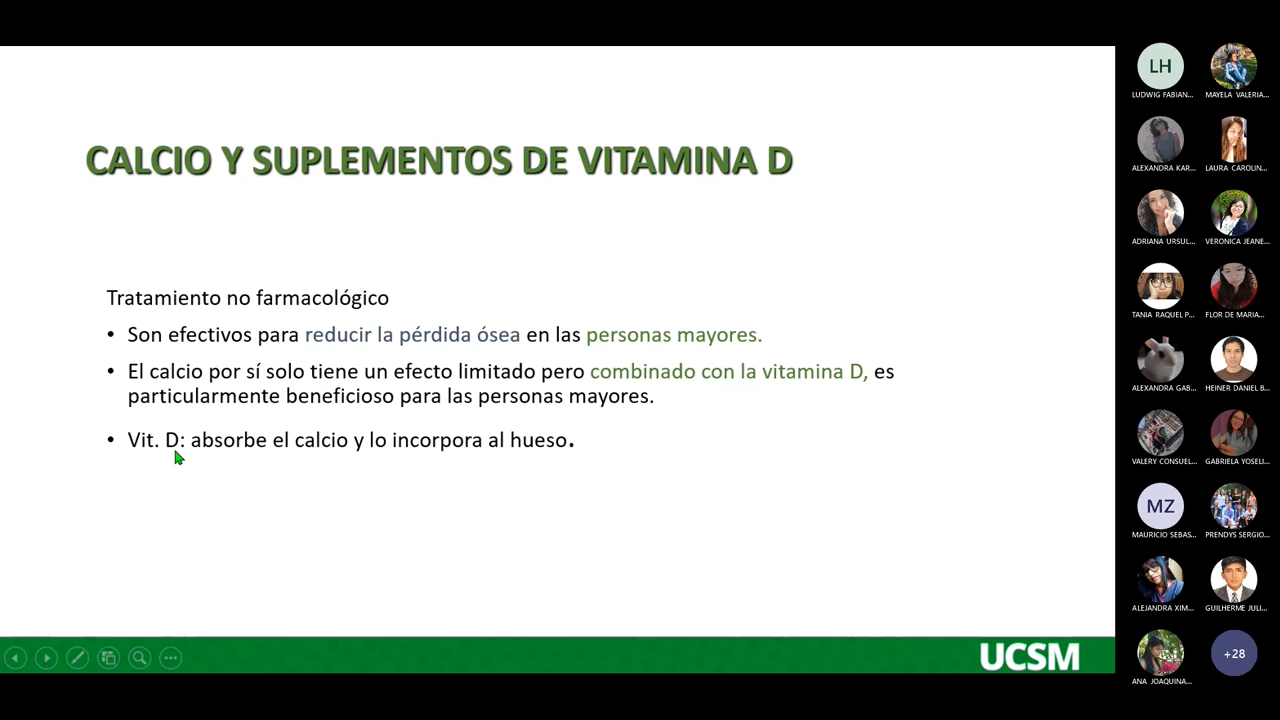 CALCIO Y SUPLEMENTOS DE VITAMINA D
Tratamiento no farmacológico
• Son efectivos para reducir la pérdida ósea en las personas mayores.
• El calcio por sí solo tiene un efecto limitado pero combinado con la vitamina D, es
particularmente beneficioso para las personas mayores.
• Vit. D: absorbe el calcio y lo incorpora al hueso.
UCSM
LH
LUDWIG FABIAN...
MAYELA VALERIA...
ALEXANDRA KAR...
LAURA CAROLIN...
ADRIANA URSUL...
VERONICA JEANE...
TANIA RAQUEL P...
FLOR DE MARIA...
ALEXANDRA GAB...
HEINER DANIEL B...
VALERY CONSUEL...
GABRIELA YOSELI...
MZ
MAURICIO SEBAS...
PRENDYS SERGIO...
ALEJANDRA XIM...
GUILHERME JULI...
ANA JOAQUINA...
+28